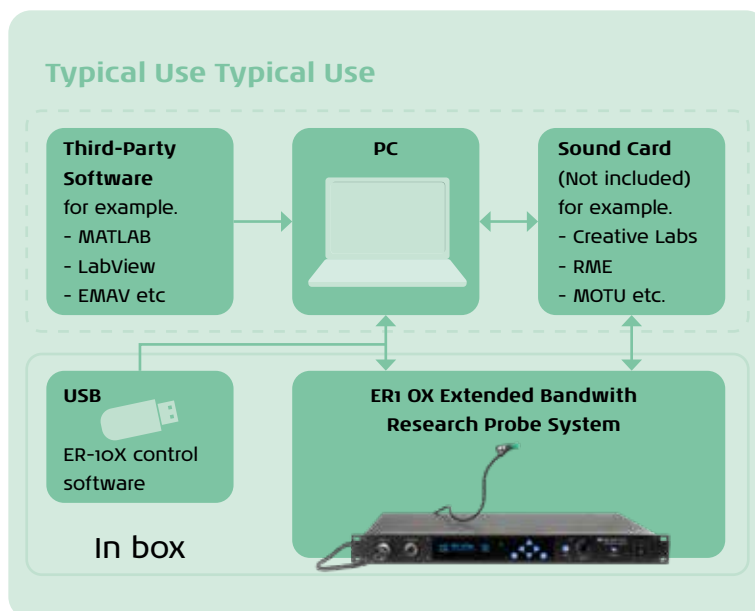 Typical Use Typical Use
Third-Party
Software
for example.
- MATLAB
- LabView
- EMAV etc
PC
Sound Card
(Not included)
for example.
- Creative Labs
- RME
- MOTU etc.
USB
ER-10X control
software
ER1 OX Extended Bandwith
Research Probe System
In box